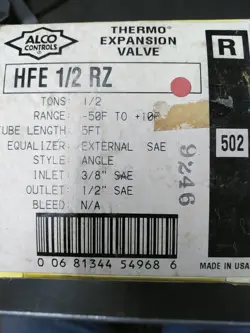 ALCO
CONTROLS
THERMO
EXPANSION
VALVE
R
HFE 1/2 RZ
TONS: 1/2
RANGE: -50F TO +10F
TUBE LENGTH: 5FT
EQUALIZER: EXTERNAL SAE
502
STYLE: ANGLE
INLET: 3/8" SAE
OUTLET: 1/2" SAE
BLEED: N/A
9246
0 06 81344 54968 6
MADE IN USA